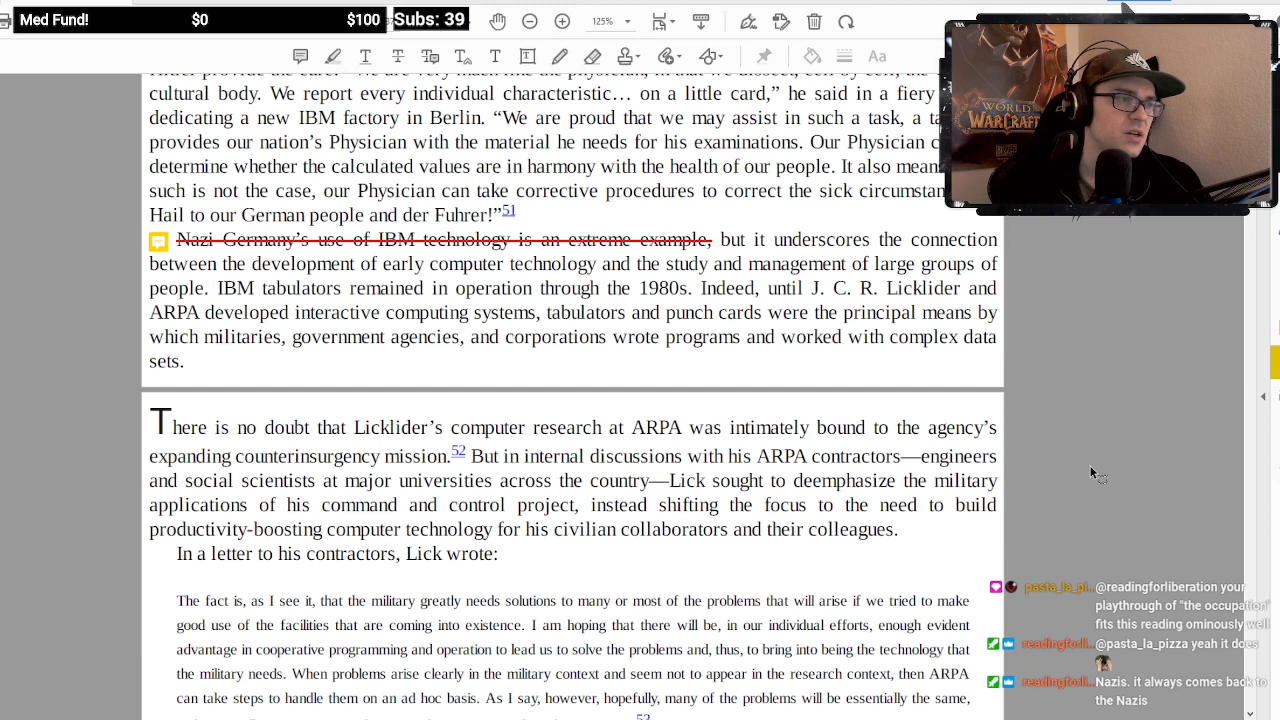 Med Fund! $0 $100 Subs: 39
125%
Aa
cultural body. We report every individual characteristic… on a little card,” he said in a fiery
dedicating a new IBM factory in Berlin. “We are proud that we may assist in such a task, a
provides our nation’s Physician with the material he needs for his examinations. Our Physician
determine whether the calculated values are in harmony with the health of our people. It also
such is not the case, our Physician can take corrective procedures to correct the sick
Hail to our German people and der Fuhrer!”51
Nazi Germany’s use of IBM technology is an extreme example, but it underscores the connection
between the development of early computer technology and the study and management of large groups of
people. IBM tabulators remained in operation through the 1980s. Indeed, until J. C. R. Licklider and
ARPA developed interactive computing systems, tabulators and punch cards were the principal means by
which militaries, government agencies, and corporations wrote programs and worked with complex data
sets.
There is no doubt that Licklider’s computer research at ARPA was intimately bound to the agency’s
expanding counterinsurgency mission.52 But in internal discussions with his ARPA contractors—engineers
and social scientists at major universities across the country—Lick sought to deemphasize the military
applications of his command and control project, instead shifting the focus to the need to build
productivity-boosting computer technology for his civilian collaborators and their colleagues.
In a letter to his contractors, Lick wrote:
The fact is, as I see it, that the military greatly needs solutions to many or most of the problems that will arise if we tried to make
good use of the facilities that are coming into existence. I am hoping that there will be, in our individual efforts, enough evident
advantage in cooperative programming and operation to lead us to solve the problems and, thus, to bring into being the technology that
the military needs. When problems arise clearly in the military context and seem not to appear in the research context, then ARPA
can take steps to handle them on an ad hoc basis. As I say, however, hopefully, many of the problems will be essentially the same,
53
WORLD
WARCRAFT
pasta_la_pi... @readingforliberation your
playthrough of "the occupation"
fits this reading ominously well
readingforli... @pasta_la_pizza yeah it does
readingforli... Nazis. it always comes back to
the Nazis